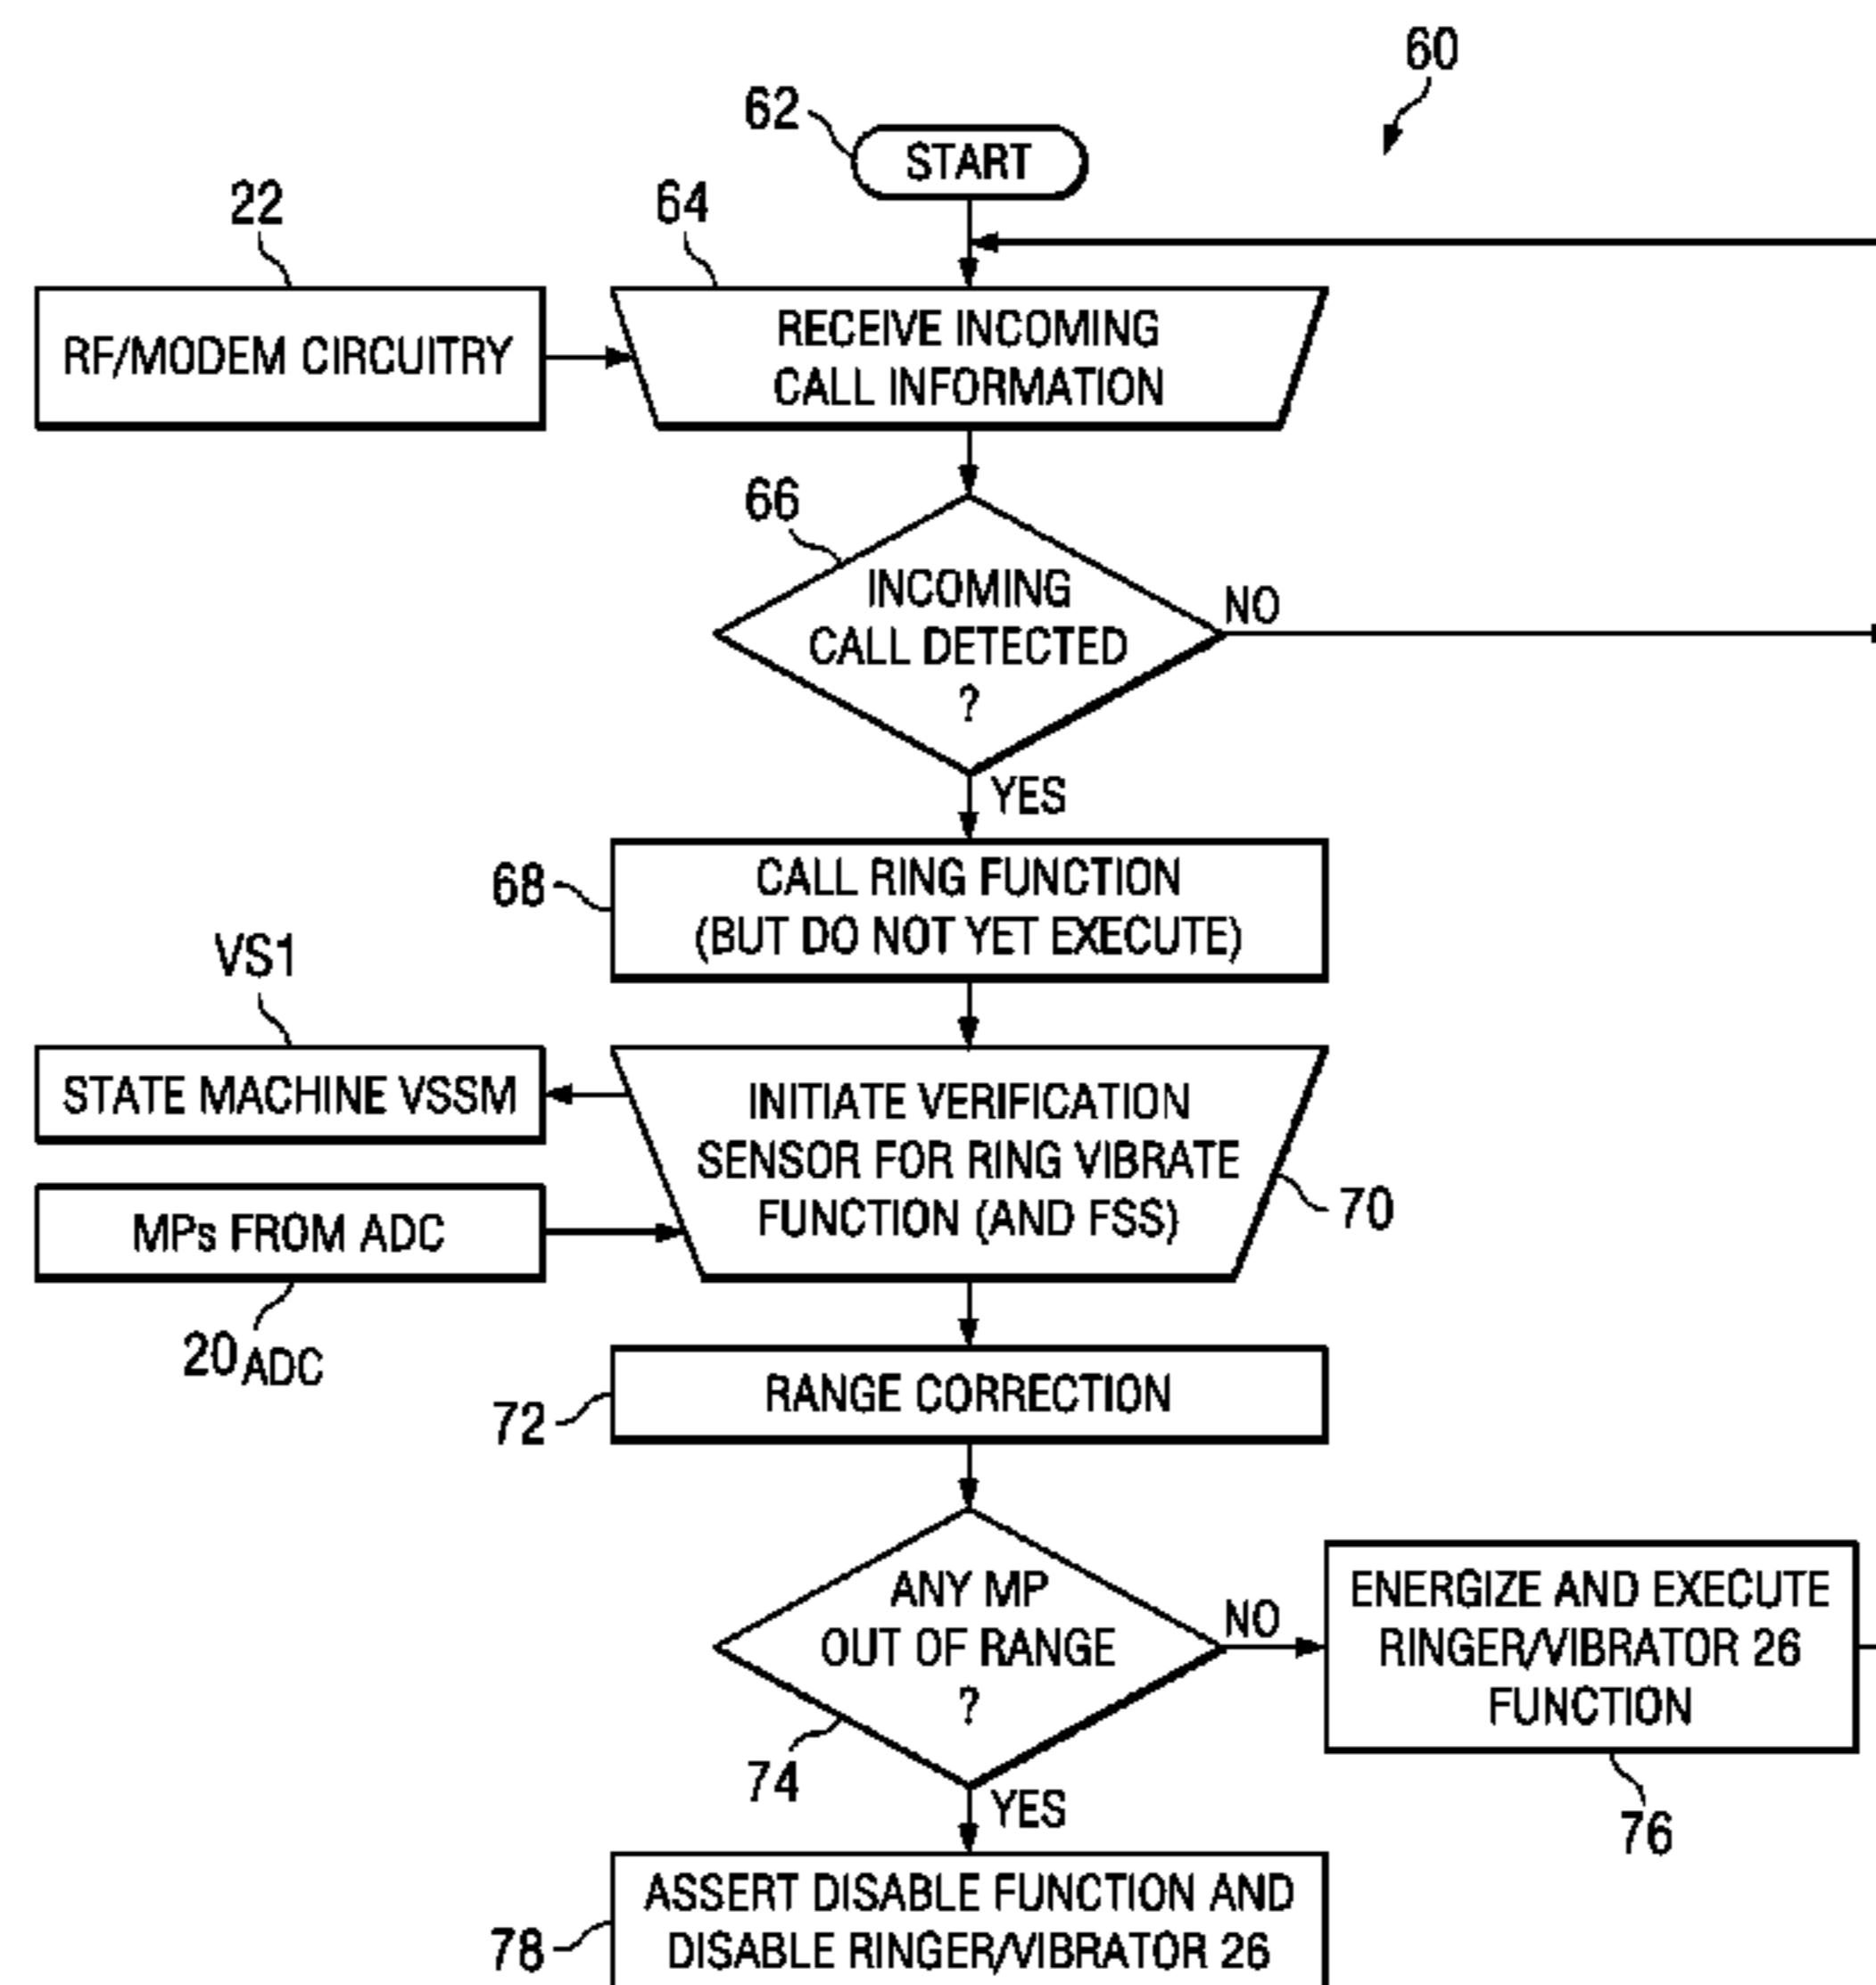 60
62
START
22
64
RF/MODEM CIRCUITRY
RECEIVE INCOMING
CALL INFORMATION
66
INCOMING
CALL DETECTED
?
NO
YES
68
CALL RING FUNCTION
(BUT DO NOT YET EXECUTE)
VS1
STATE MACHINE VSSM
INITIATE VERIFICATION
SENSOR FOR RING VIBRATE
FUNCTION (AND FSS)
70
MPs FROM ADC
20ADC
72
RANGE CORRECTION
ANY MP
OUT OF RANGE
?
74
NO
ENERGIZE AND EXECUTE
RINGER/VIBRATOR 26
FUNCTION
76
YES
78
ASSERT DISABLE FUNCTION AND
DISABLE RINGER/VIBRATOR 26